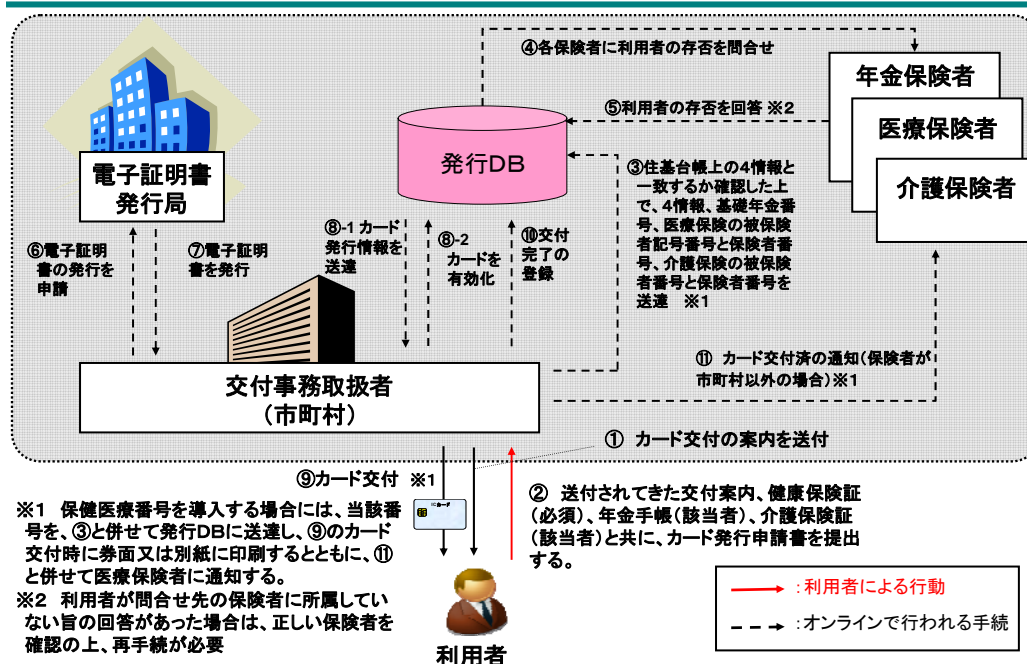 ④各保険者に利用者の存否を問合せ
年金保険者
医療保険者
介護保険者
⑤利用者の存否を回答 ※2
発行DB
電子証明書
発行局
③住基台帳上の4情報と
一致するか確認した上
で、4情報、基礎年金番
号、医療保険の被保険
者記号番号と保険者番
号、介護保険の被保険
者番号と保険者番号を
送達 ※1
⑥電子証明
書の発行を
申請
⑦電子証明
書を発行
⑧-1 カード
発行情報を
送達
⑧-2
カードを
有効化
⑩交付
完了の
登録
⑪ カード交付済の通知(保険者が
市町村以外の場合)※1
交付事務取扱者
(市町村)
① カード交付の案内を送付
⑨カード交付 ※1
② 送付されてきた交付案内、健康保険証
(必須)、年金手帳(該当者)、介護保険証
(該当者)と共に、カード発行申請書を提出
する。
ICカード
※1 保健医療番号を導入する場合には、当該番
号を、③と併せて発行DBに送達し、⑨のカード
交付時に券面又は別紙に印刷するとともに、⑪
と併せて医療保険者に通知する。
※2 利用者が問合せ先の保険者に所属してい
ない旨の回答があった場合は、正しい保険者を
確認の上、再手続が必要
利用者
:利用者による行動
:オンラインで行われる手続